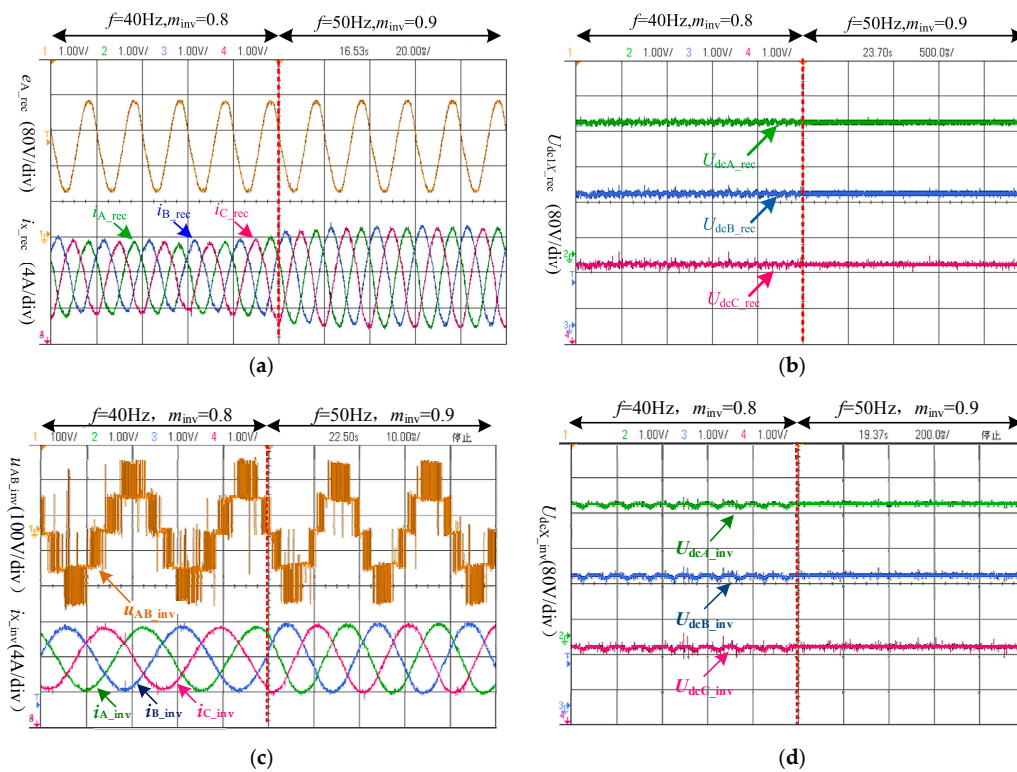 f=40Hz,minv=0.8 f=50Hz,minv=0.9
1 1.00V/ 2 1.00V/ 3 1.00V/ 4 1.00V/ 16.53s 20.00ms/
eA_rec (80V/div)
iA_rec iB_rec iC_rec
ix_rec (4A/div)
(a)
f=40Hz,minv=0.8 f=50Hz,minv=0.9
1 2 1.00V/ 3 1.00V/ 4 1.00V/ 23.70s 500.0ms/
UdcA_rec
UdcB_rec
UdcC_rec
Udc1X_rec (80V/div)
(b)
f=40Hz, minv=0.8 f=50Hz, minv=0.9
1 100V/ 2 1.00V/ 3 1.00V/ 4 1.00V/ 22.50s 10.00ms/ 停止
uAB_inv(100V/div)
uAB_inv
iX_inv(4A/div)
iA_inv iB_inv iC_inv
(c)
f=40Hz, minv=0.8 f=50Hz, minv=0.9
1 2 1.00V/ 3 1.00V/ 4 1.00V/ 19.37s 200.0ms/ 停止
UdcA_inv
UdcB_inv
UdcC_inv
UdcX_inv(80V/div)
(d)